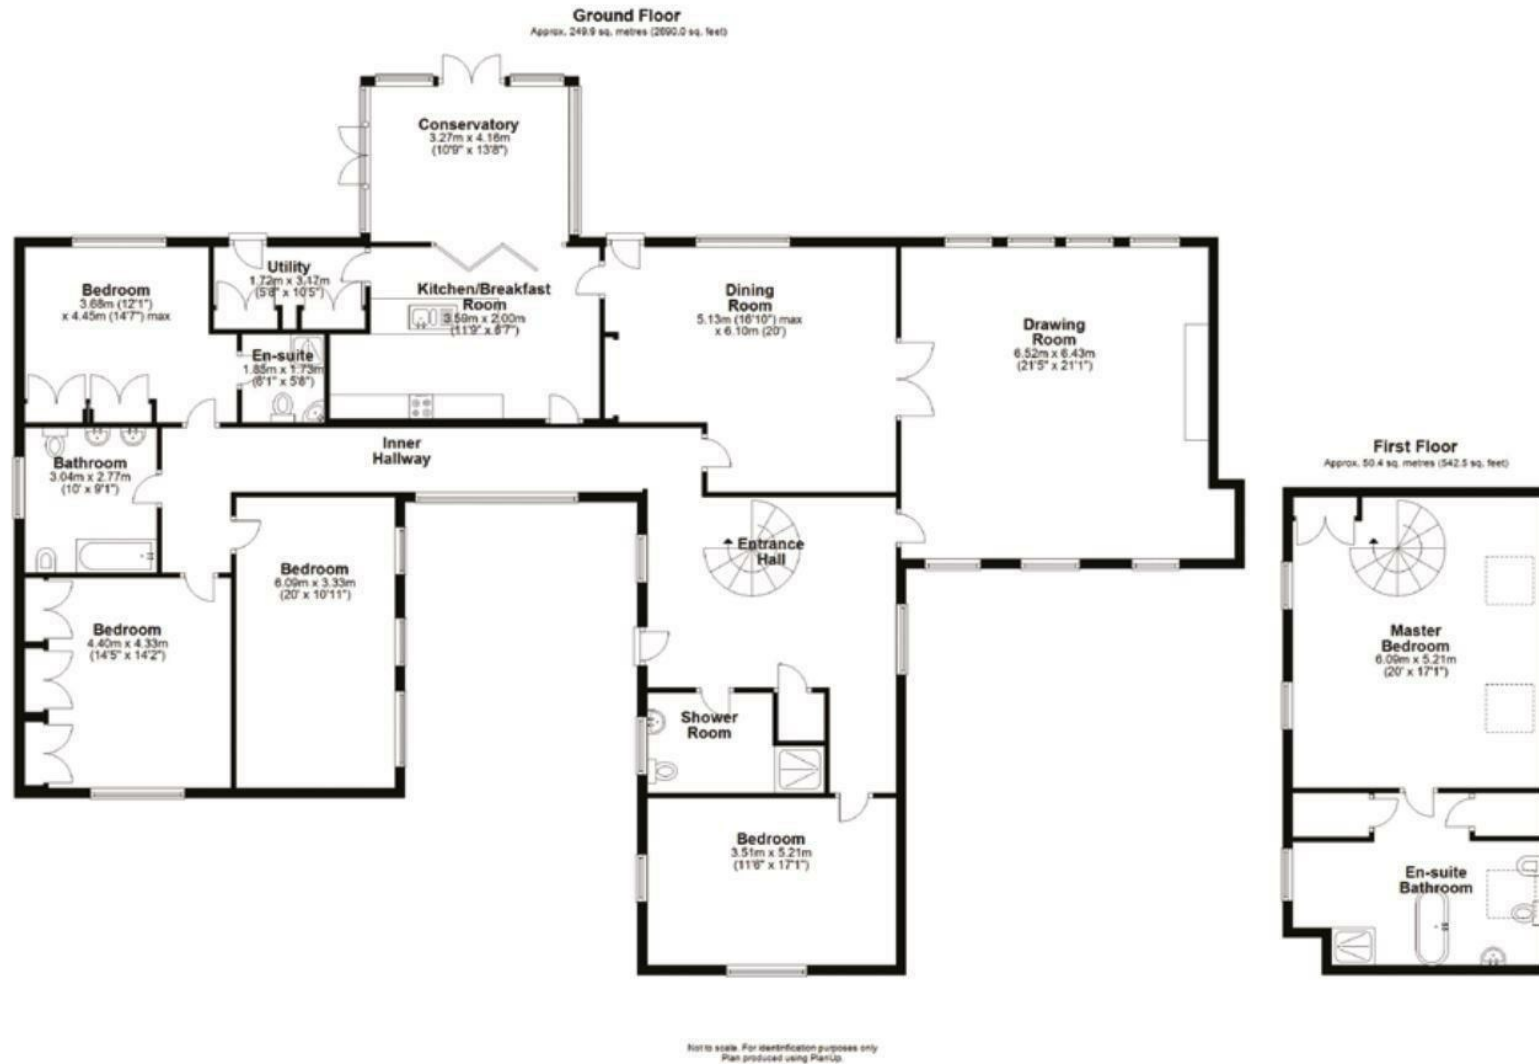 Ground Floor
Approx. 249.9 sq. metres (2690.0 sq. feet)
Conservatory
3.27m x 4.16m
(10'9" x 13'8")
Utility
1.72m x 3.17m
(5'8" x 10'5")
Bedroom
3.68m (12'1")
x 4.45m (14'7") max
Kitchen/Breakfast
Room
3.59m x 2.00m
(11'9" x 6'7")
Dining
Room
5.13m (16'10") max
x 6.10m (20')
Drawing
Room
6.52m x 6.43m
(21'5" x 21'1")
En-suite
1.85m x 1.73m
(6'1" x 5'8")
Inner
Hallway
Bathroom
3.04m x 2.77m
(10' x 9'1")
Entrance
Hall
Bedroom
6.09m x 3.33m
(20' x 10'11")
Bedroom
4.40m x 4.33m
(14'5" x 14'2")
Shower
Room
Bedroom
3.51m x 5.21m
(11'6" x 17'1")
First Floor
Approx. 50.4 sq. metres (542.5 sq. feet)
Master
Bedroom
6.09m x 5.21m
(20' x 17'1")
En-suite
Bathroom
Not to scale. For identification purposes only
Plan produced using PlanUp.